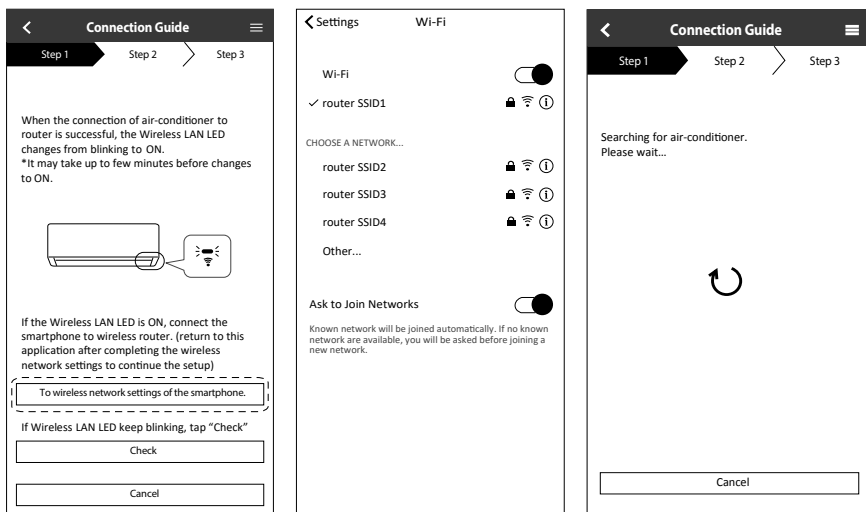 Connection Guide
Step 1
Step 2
Step 3
When the connection of air-conditioner to
router is successful, the Wireless LAN LED
changes from blinking to ON.
*It may take up to few minutes before changes
to ON.
If the Wireless LAN LED is ON, connect the
smartphone to wireless router. (return to this
application after completing the wireless
network settings to continue the setup)
To wireless network settings of the smartphone.
If Wireless LAN LED keep blinking, tap “Check”
Check
Cancel
Settings
Wi-Fi
Wi-Fi
router SSID1
CHOOSE A NETWORK...
router SSID2
router SSID3
router SSID4
Other...
Ask to Join Networks
Known network will be joined automatically. If no known
network are available, you will be asked before joining a
new network.
Connection Guide
Step 1
Step 2
Step 3
Searching for air-conditioner.
Please wait...
Cancel